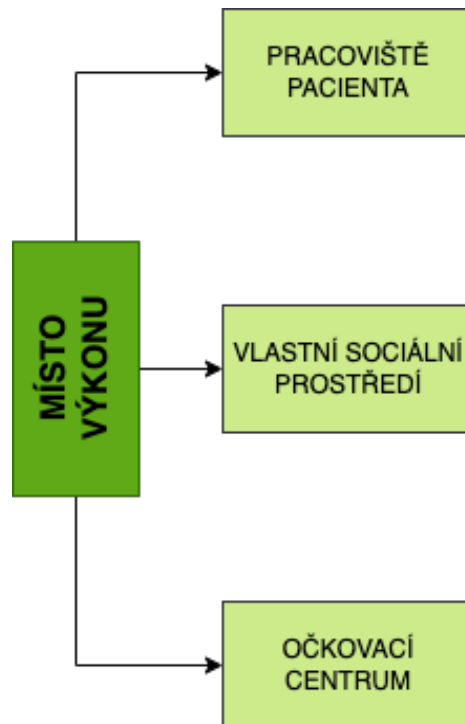 PRACOVIŠTĚ
PACIENTA
MÍSTO
VÝKONU
VLASTNÍ SOCIÁLNÍ
PROSTŘEDÍ
OČKOVACÍ
CENTRUM